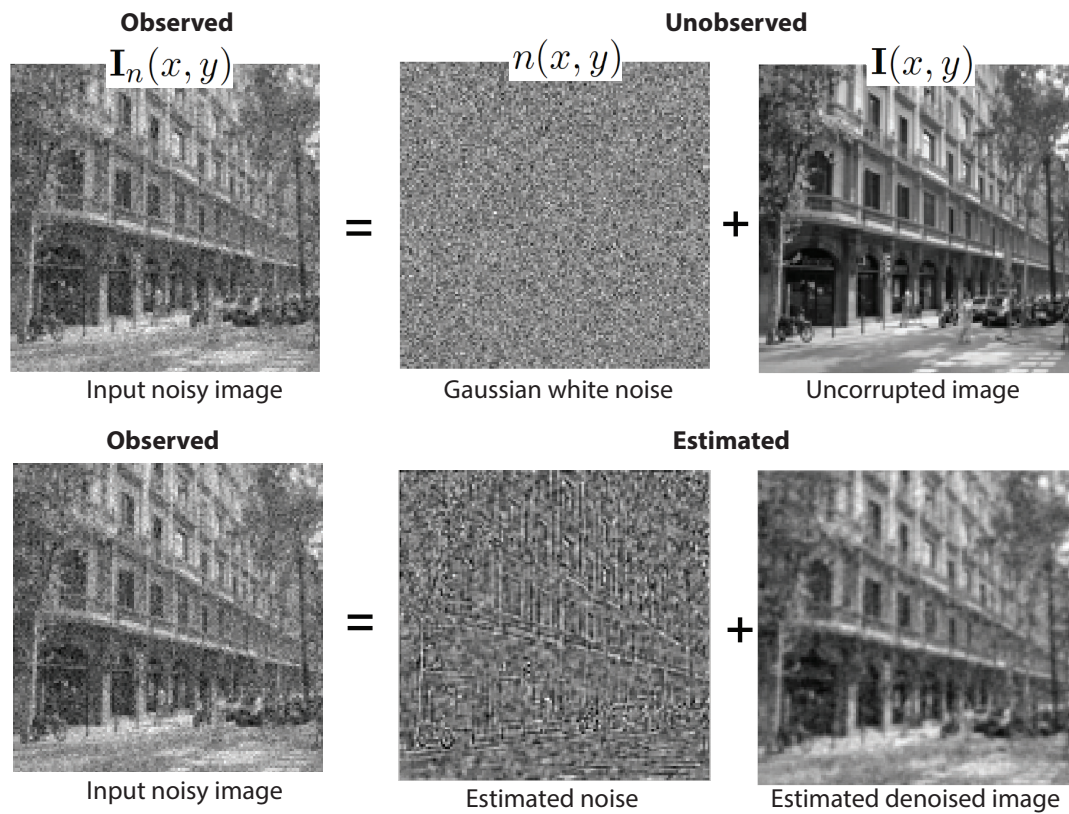 Observed
Unobserved
I_n(x, y)
n(x, y)
I(x, y)
=
+
Input noisy image
Gaussian white noise
Uncorrupted image
Observed
Estimated
=
+
Input noisy image
Estimated noise
Estimated denoised image